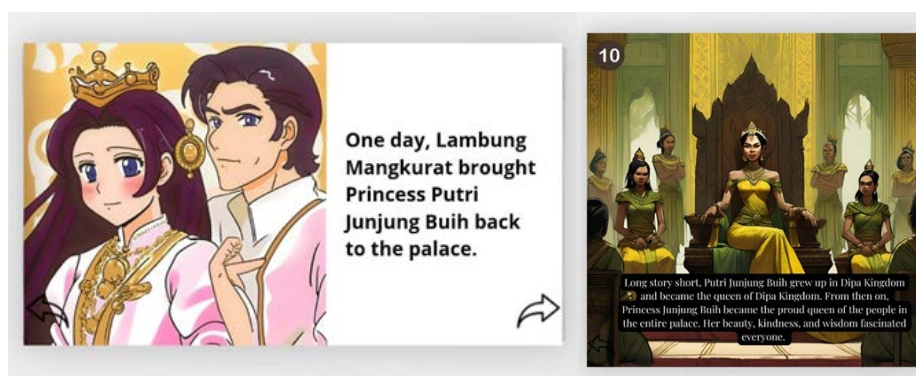 One day, Lambung
Mangkurat brought
Princess Putri
Junjung Buih back
to the palace.
10
Long story short, Putri Junjung Buih grew up in Dipa Kingdom
and became the queen of Dipa Kingdom. From then on,
Princess Junjung Buih became the proud queen of the people in
the entire palace. Her beauty, kindness, and wisdom fascinated
everyone.